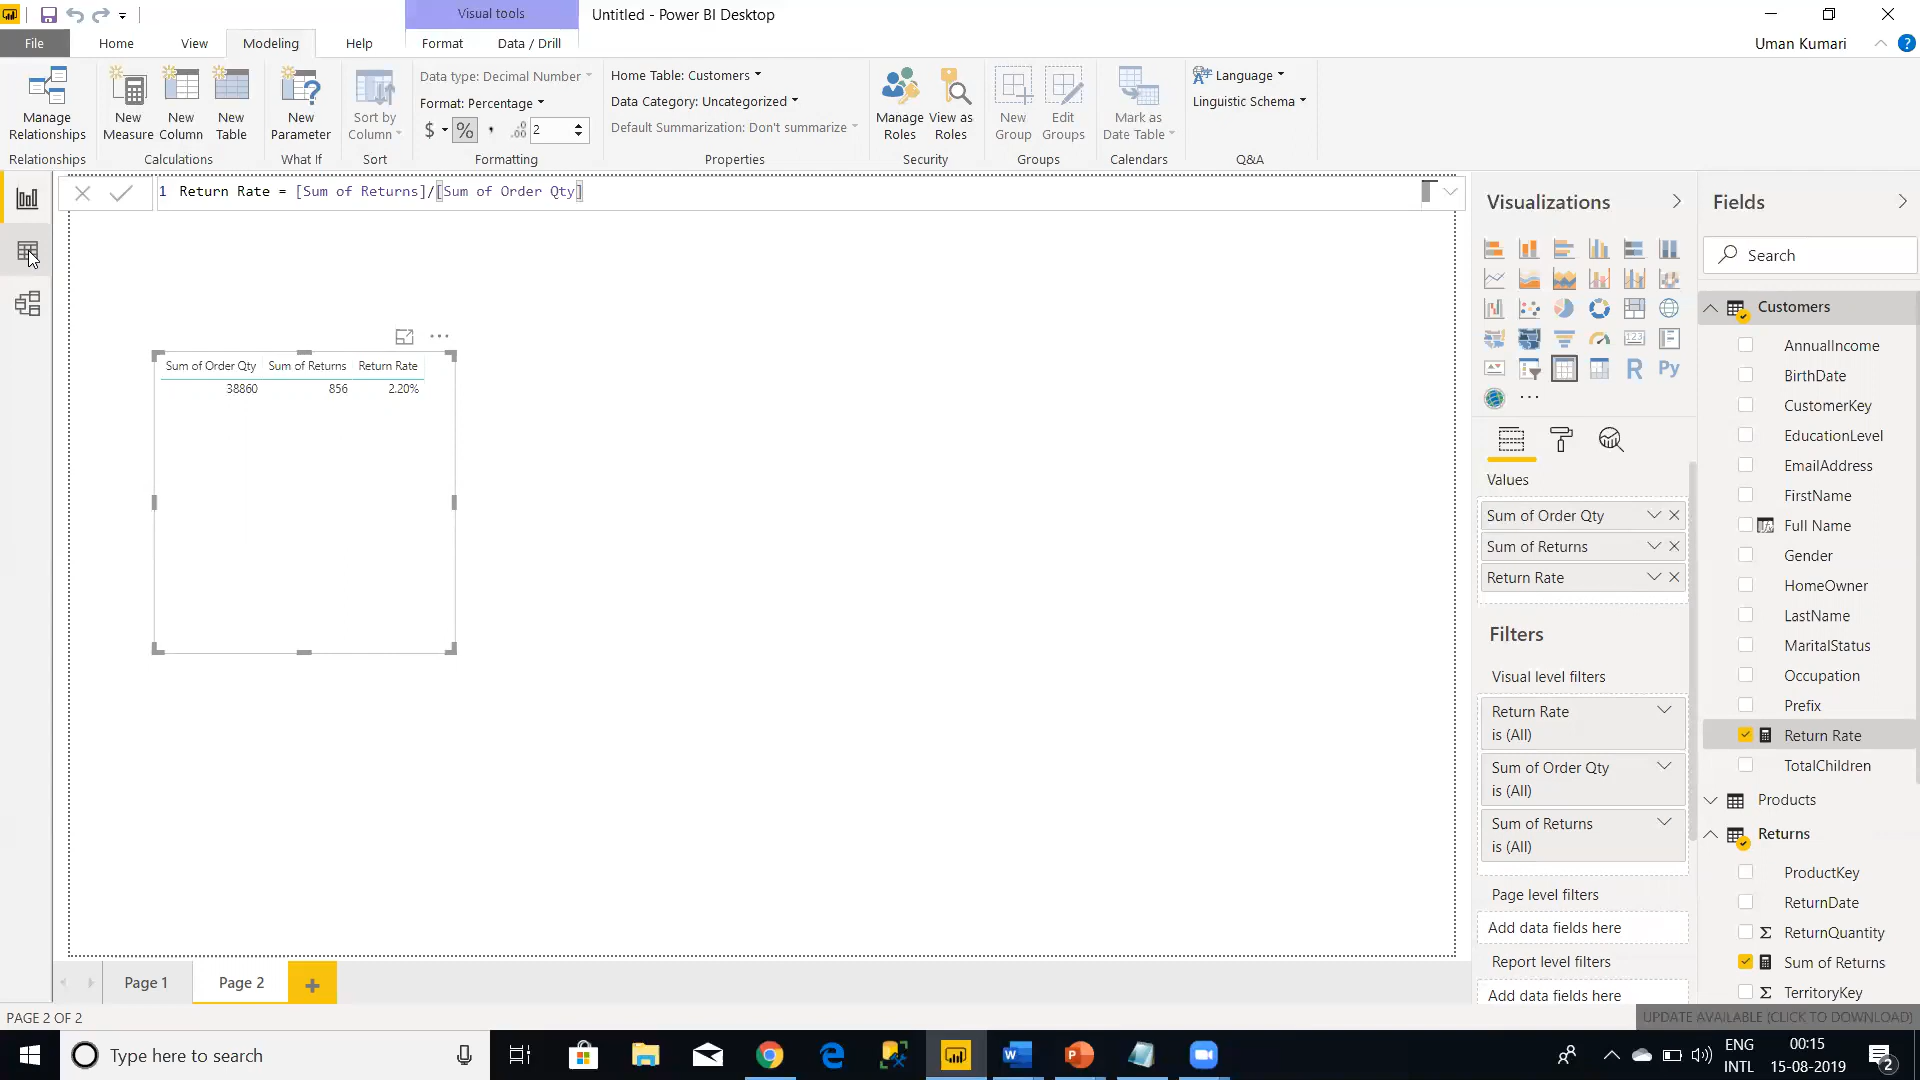 Visual tools
Untitled - Power BI Desktop
File
Home
View
Modeling
Help
Format
Data / Drill
Uman Kumari
?
Manage
Relationships
New
Measure
New
Column
New
Table
New
Parameter
Sort by
Column
Data type: Decimal Number
Format: Percentage
$ % , .00 2
Home Table: Customers
Data Category: Uncategorized
Default Summarization: Don't summarize
Manage
Roles
View as
Roles
New
Group
Edit
Groups
Mark as
Date Table
Language
Linguistic Schema
Relationships
Calculations
What If
Sort
Formatting
Properties
Security
Groups
Calendars
Q&A
1 Return Rate = [Sum of Returns]/[Sum of Order Qty]
Sum of Order Qty Sum of Returns Return Rate
38860 856 2.20%
Visualizations
123
R
Py
Values
Sum of Order Qty
Sum of Returns
Return Rate
Filters
Visual level filters
Return Rate
is (All)
Sum of Order Qty
is (All)
Sum of Returns
is (All)
Page level filters
Add data fields here
Report level filters
Add data fields here
Fields
Search
Customers
AnnualIncome
BirthDate
CustomerKey
EducationLevel
EmailAddress
FirstName
Full Name
Gender
HomeOwner
LastName
MaritalStatus
Occupation
Prefix
Return Rate
TotalChildren
Products
Returns
ProductKey
ReturnDate
Σ ReturnQuantity
Sum of Returns
Σ TerritoryKey
Page 1
Page 2
+
PAGE 2 OF 2
UPDATE AVAILABLE (CLICK TO DOWNLOAD)
Type here to search
ENG
INTL
00:15
15-08-2019
2